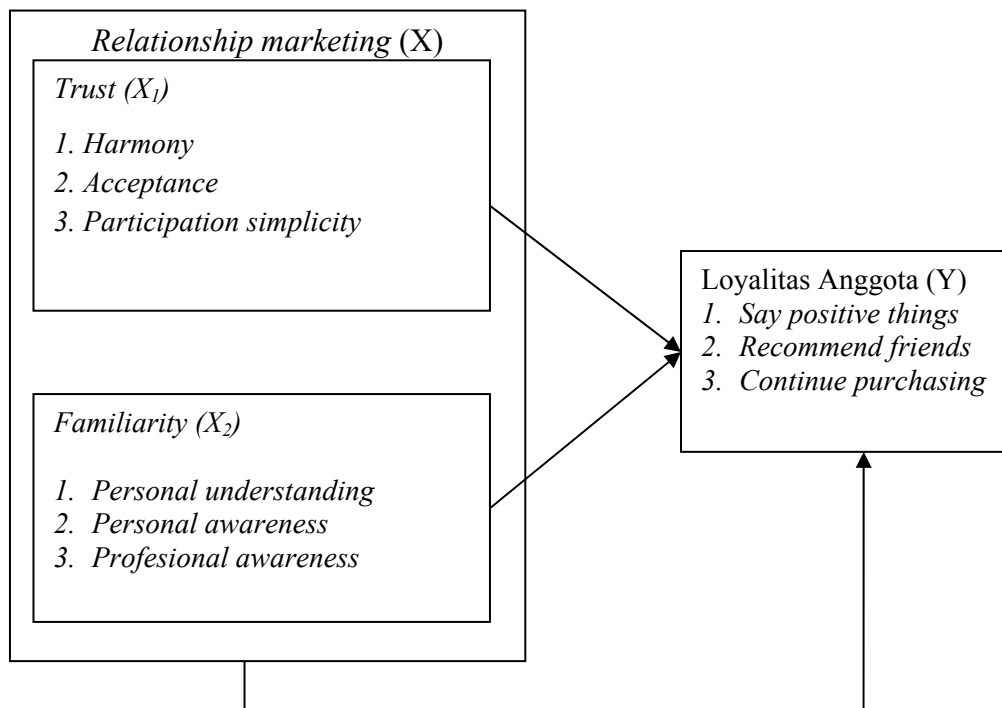 Relationship marketing (X)
Trust (X1)
1. Harmony
2. Acceptance
3. Participation simplicity
Familiarity (X2)
1. Personal understanding
2. Personal awareness
3. Profesional awareness
Loyalitas Anggota (Y)
1. Say positive things
2. Recommend friends
3. Continue purchasing